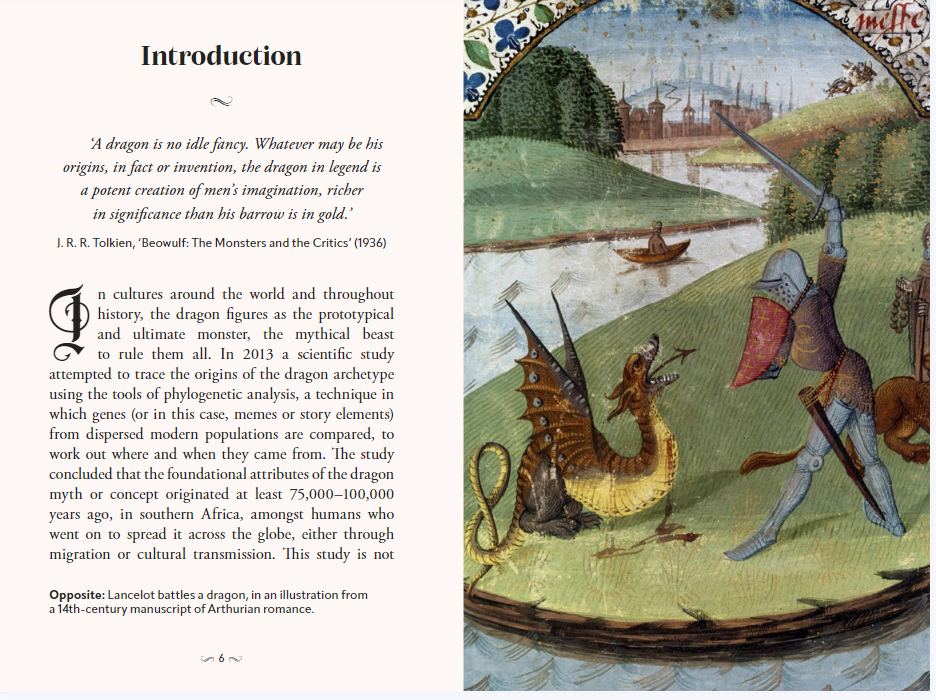 Introduction
‘A dragon is no idle fancy. Whatever may be his
origins, in fact or invention, the dragon in legend is
a potent creation of men’s imagination, richer
in significance than his barrow is in gold.’
J. R. R. Tolkien, ‘Beowulf: The Monsters and the Critics’ (1936)
In cultures around the world and throughout
history, the dragon figures as the prototypical
and ultimate monster, the mythical beast
to rule them all. In 2013 a scientific study
attempted to trace the origins of the dragon archetype
using the tools of phylogenetic analysis, a technique in
which genes (or in this case, memes or story elements)
from dispersed modern populations are compared, to
work out where and when they came from. The study
concluded that the foundational attributes of the dragon
myth or concept originated at least 75,000–100,000
years ago, in southern Africa, amongst humans who
went on to spread it across the globe, either through
migration or cultural transmission. This study is not
Opposite: Lancelot battles a dragon, in an illustration from
a 14th-century manuscript of Arthurian romance.
6
meffe